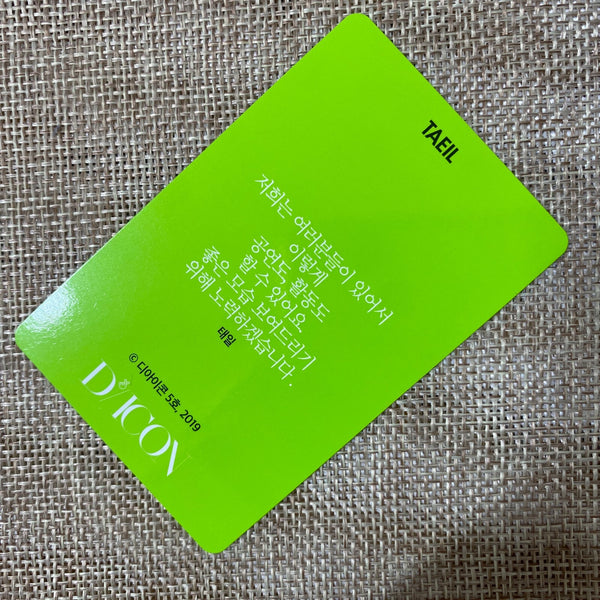 TAEIL
저희는 여러분들이 있어서
이렇게
공연도 활동도
할 수 있어요
좋은 모습 보여드리기
위해 노력하겠습니다.
태일
© 디아이콘 5호, 2019
D/ICON